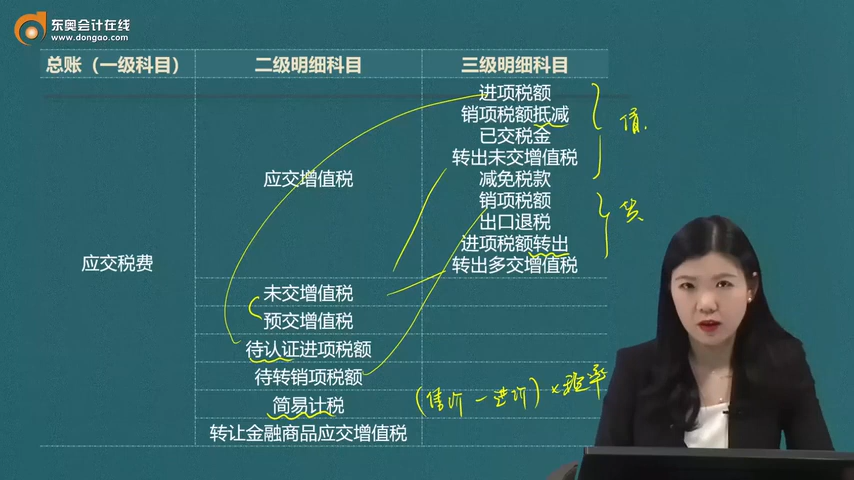 东奥会计在线
www.dongao.com
总账（一级科目） 二级明细科目 三级明细科目
进项税额
销项税额抵减
已交税金
转出未交增值税
应交增值税
减免税款
销项税额
出口退税
进项税额转出
转出多交增值税
借.
贷
应交税费
未交增值税
预交增值税
待认证进项税额
待转销项税额
简易计税
(售价 - 进价) × 税率
转让金融商品应交增值税